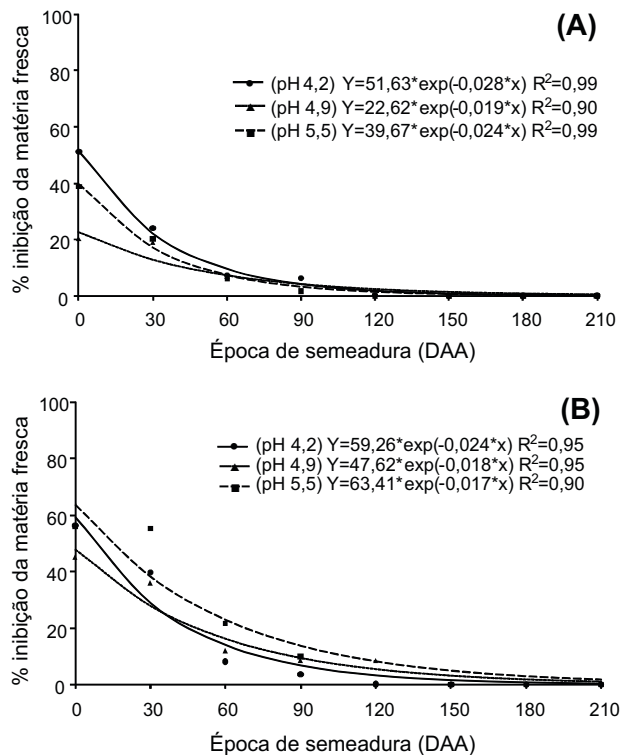 (A)
100
80
60
40
20
0
% inibição da matéria fresca
(pH 4,2) Y=51,63*exp(-0,028*x) R²=0,99
(pH 4,9) Y=22,62*exp(-0,019*x) R²=0,90
(pH 5,5) Y=39,67*exp(-0,024*x) R²=0,99
0 30 60 90 120 150 180 210
Época de semeadura (DAA)
(B)
100
80
60
40
20
0
% inibição da matéria fresca
(pH 4,2) Y=59,26*exp(-0,024*x) R²=0,95
(pH 4,9) Y=47,62*exp(-0,018*x) R²=0,95
(pH 5,5) Y=63,41*exp(-0,017*x) R²=0,90
0 30 60 90 120 150 180 210
Época de semeadura (DAA)